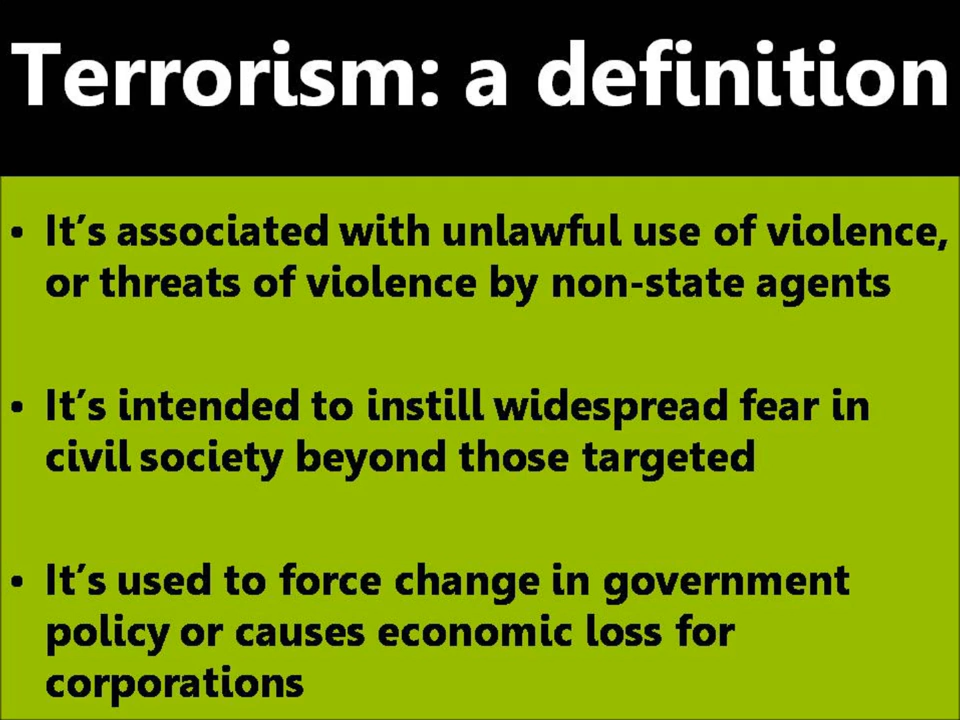 Terrorism: a definition
• It’s associated with unlawful use of violence,
or threats of violence by non-state agents
• It’s intended to instill widespread fear in
civil society beyond those targeted
• It’s used to force change in government
policy or causes economic loss for
corporations